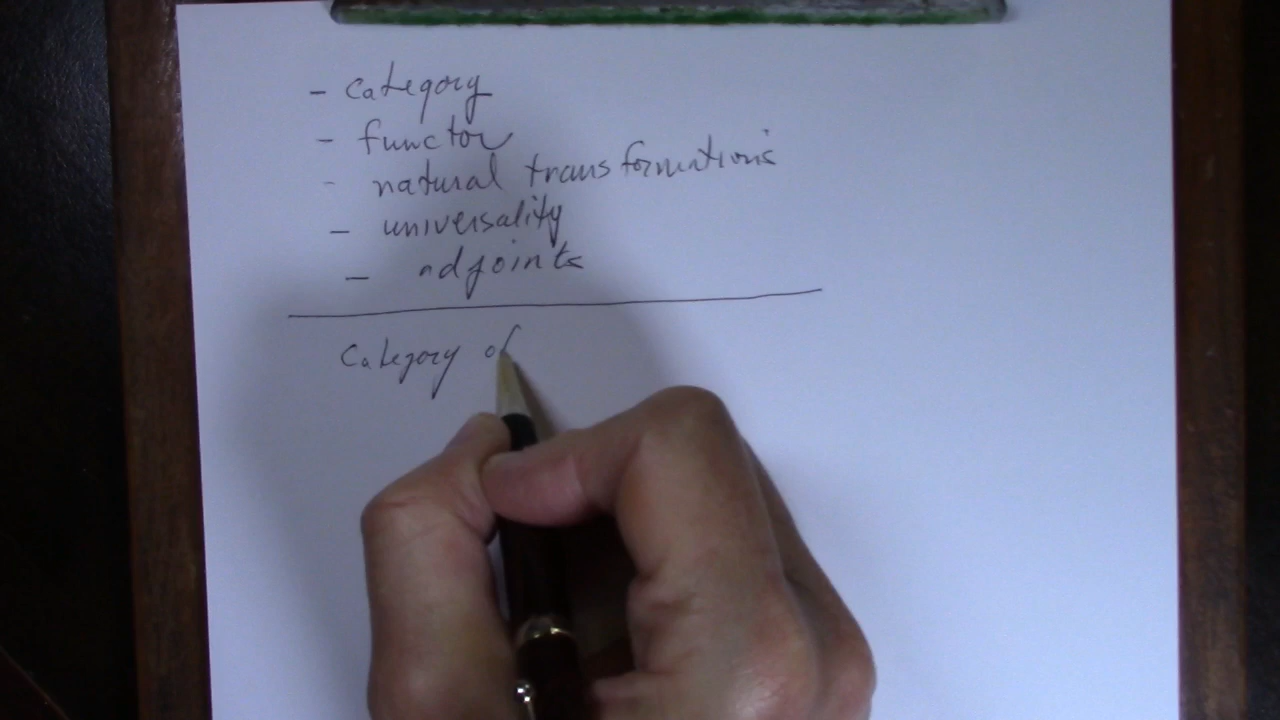 - category
- functor
- natural transformations
- universality
- adjoints
Category of